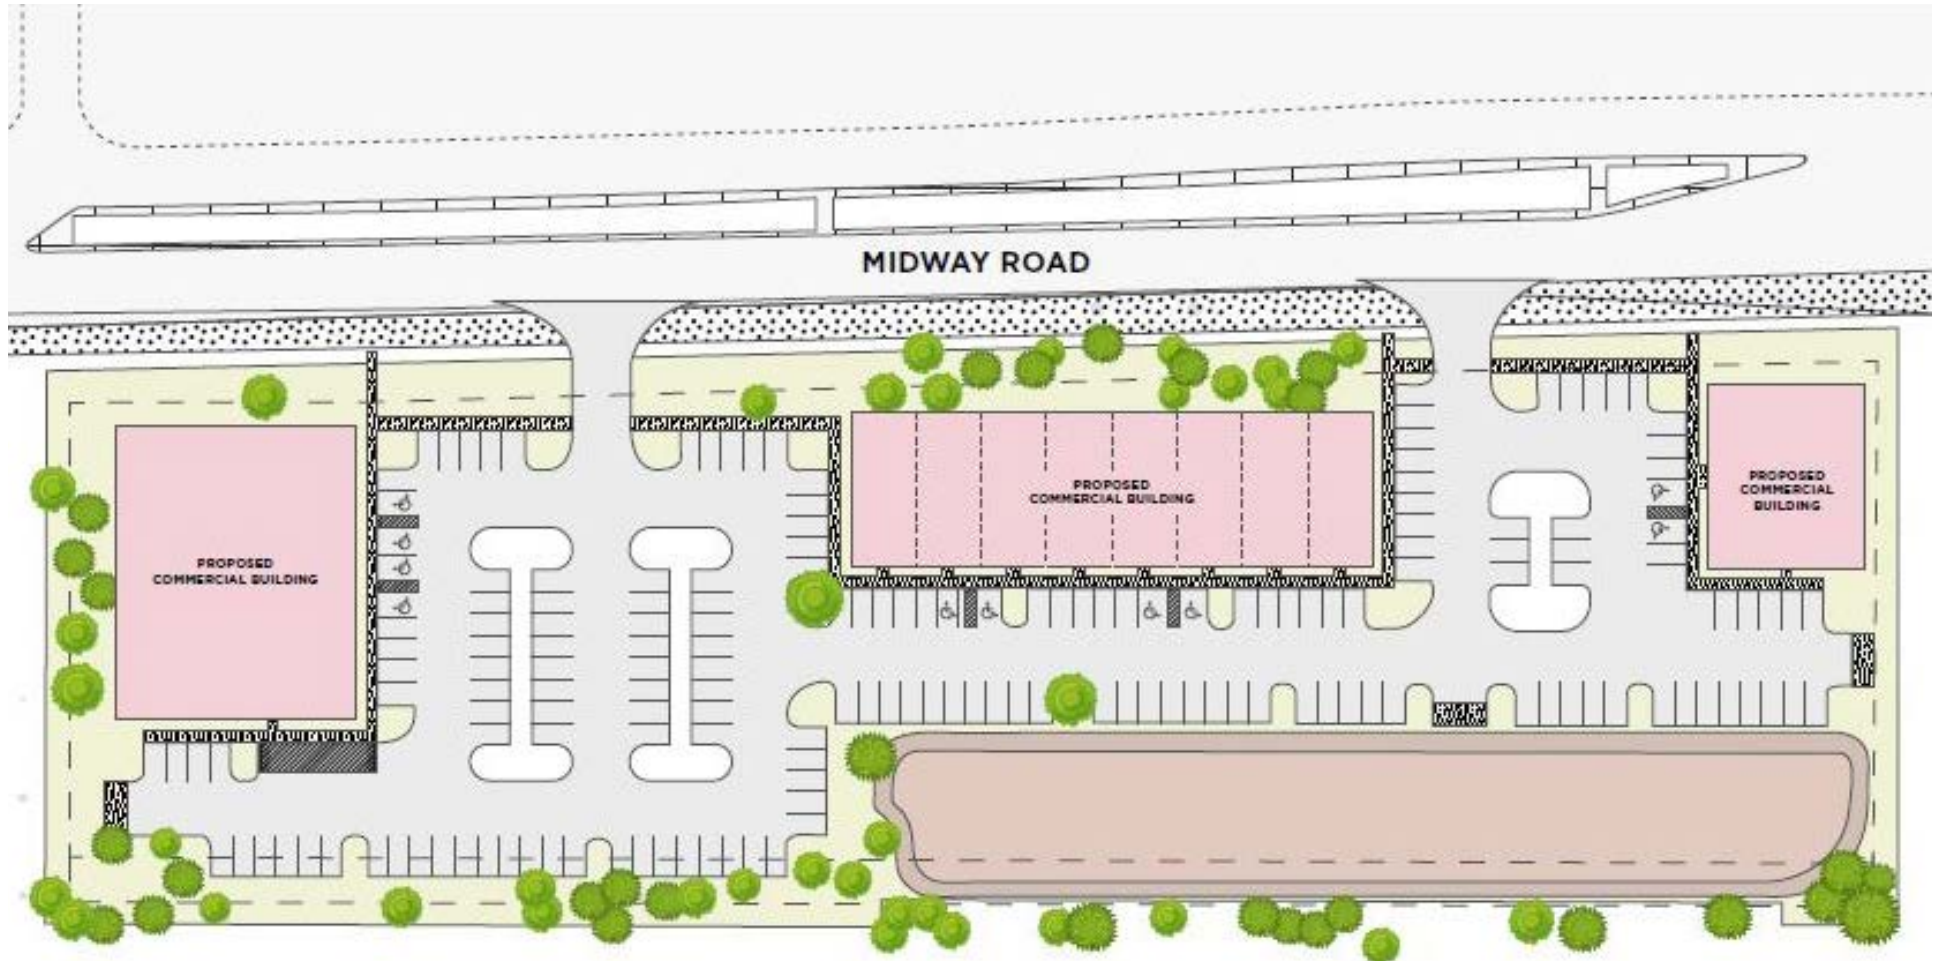 MIDWAY ROAD
PROPOSED
COMMERCIAL BUILDING
PROPOSED
COMMERCIAL BUILDING
PROPOSED
COMMERCIAL
BUILDING